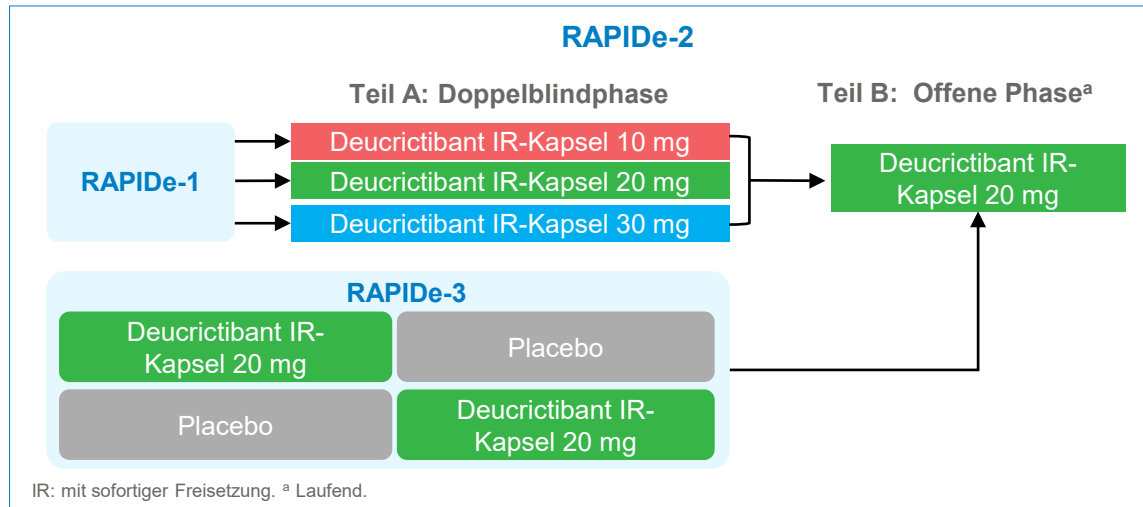 RAPIDe-2
Teil A: Doppelblindphase
Teil B:  Offene Phaseᵃ
RAPIDe-1
Deucrictibant IR-Kapsel 10 mg
Deucrictibant IR-Kapsel 20 mg
Deucrictibant IR-Kapsel 30 mg
Deucrictibant IR-
Kapsel 20 mg
RAPIDe-3
Deucrictibant IR-
Kapsel 20 mg
Placebo
Placebo
Deucrictibant IR-
Kapsel 20 mg
IR: mit sofortiger Freisetzung. ᵃ Laufend.